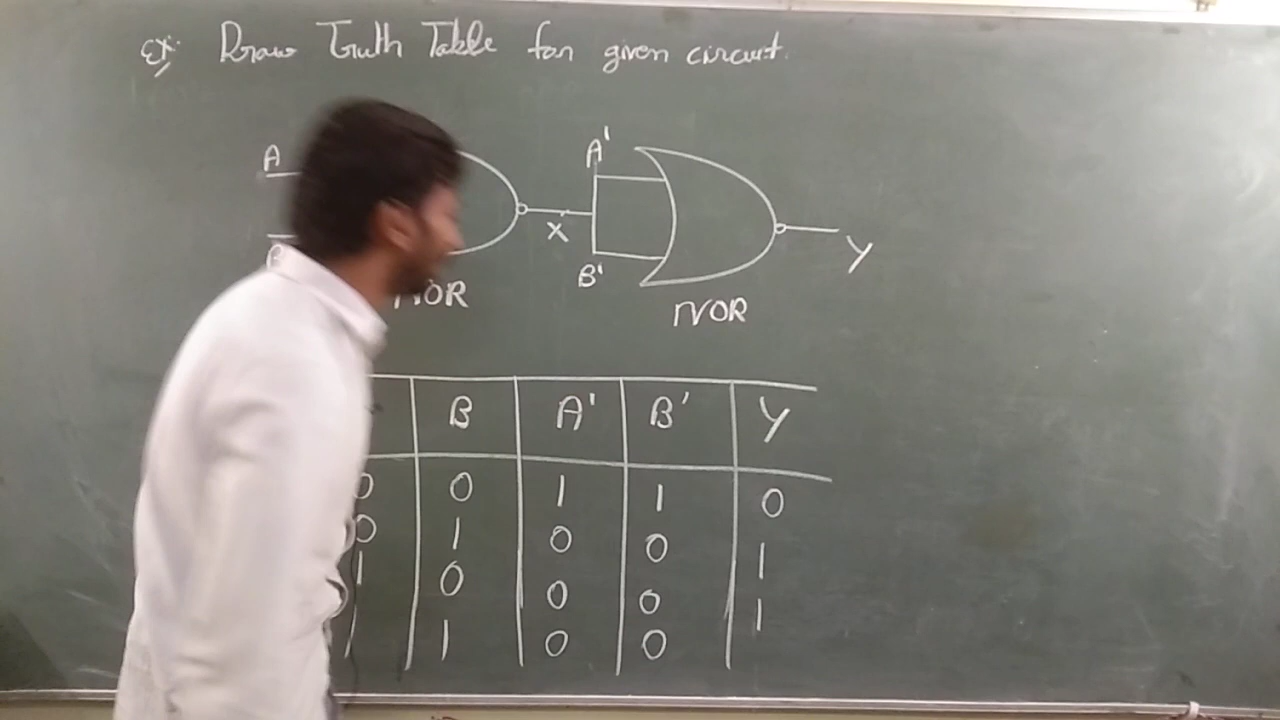 Ex: Draw Truth Table for given circuit.
A
A'
X
B'
Y
NOR
B A' B' Y
0 0 1 1 0
0 1 0 0 1
1 0 0 0 1
1 1 0 0